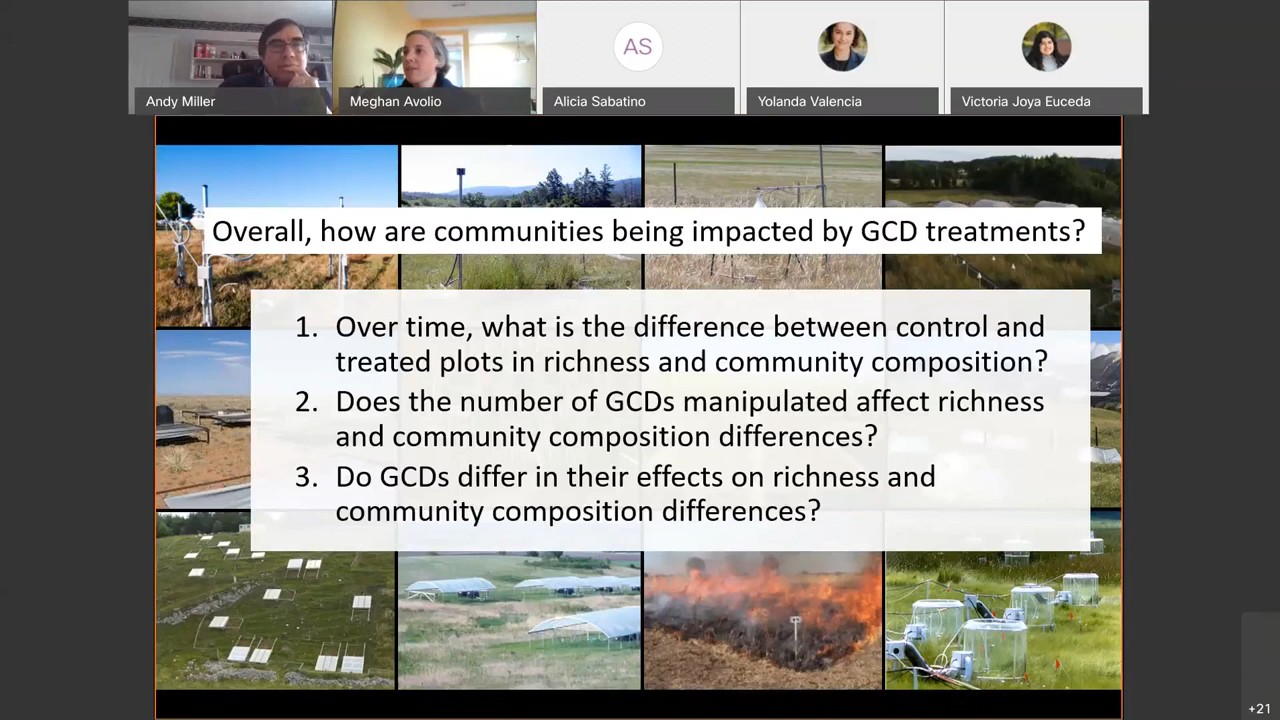 AS
Andy Miller
Meghan Avolio
Alicia Sabatino
Yolanda Valencia
Victoria Joya Euceda
Overall, how are communities being impacted by GCD treatments?
1. Over time, what is the difference between control and
treated plots in richness and community composition?
2. Does the number of GCDs manipulated affect richness
and community composition differences?
3. Do GCDs differ in their effects on richness and
community composition differences?
+21